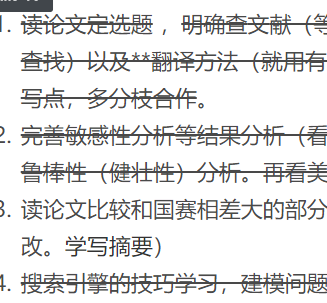 1. 读论文定选题 ，明确查文献（等
查找）以及**翻译方法（就用有
写点，多分枝合作。
2. 完善敏感性分析等结果分析（看
鲁棒性（健壮性）分析。再看美
3. 读论文比较和国赛相差大的部分
改。学写摘要）
4. 搜索引擎的技巧学习，建模问题